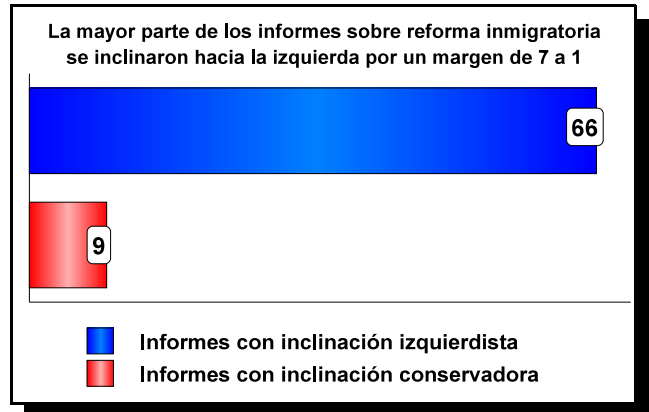 La mayor parte de los informes sobre reforma inmigratoria
se inclinaron hacia la izquierda por un margen de 7 a 1
66
9
Informes con inclinación izquierdista
Informes con inclinación conservadora